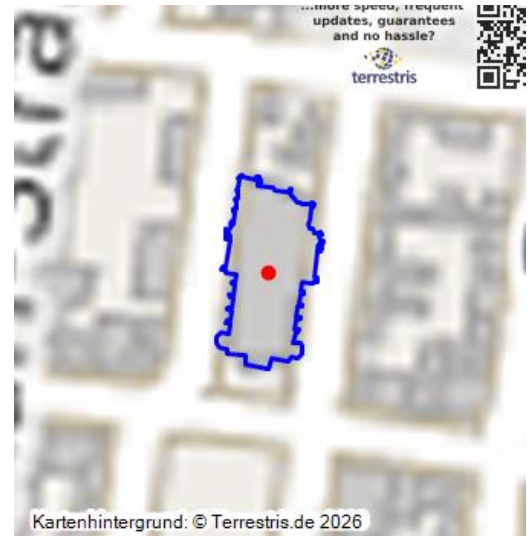 ...more speed, frequent
updates, guarantees
and no hassle?
terrestris
Kartenhintergrund: © Terrestris.de 2026